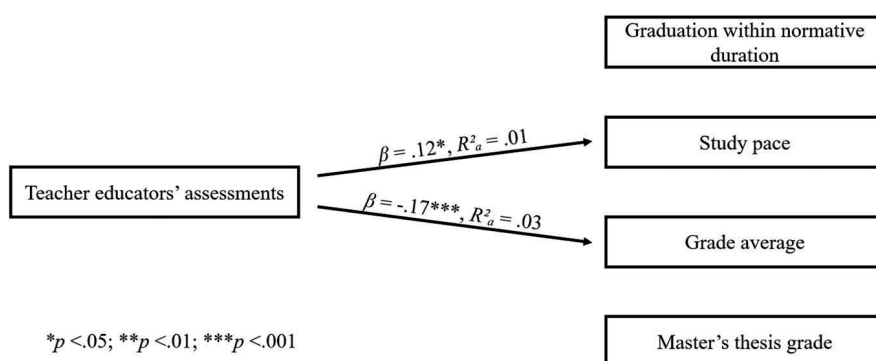 Graduation within normative
duration
β = .12*, R²ₐ = .01
Study pace
Teacher educators' assessments
β = -.17***, R²ₐ = .03
Grade average
*p <.05; **p <.01; ***p <.001
Master's thesis grade